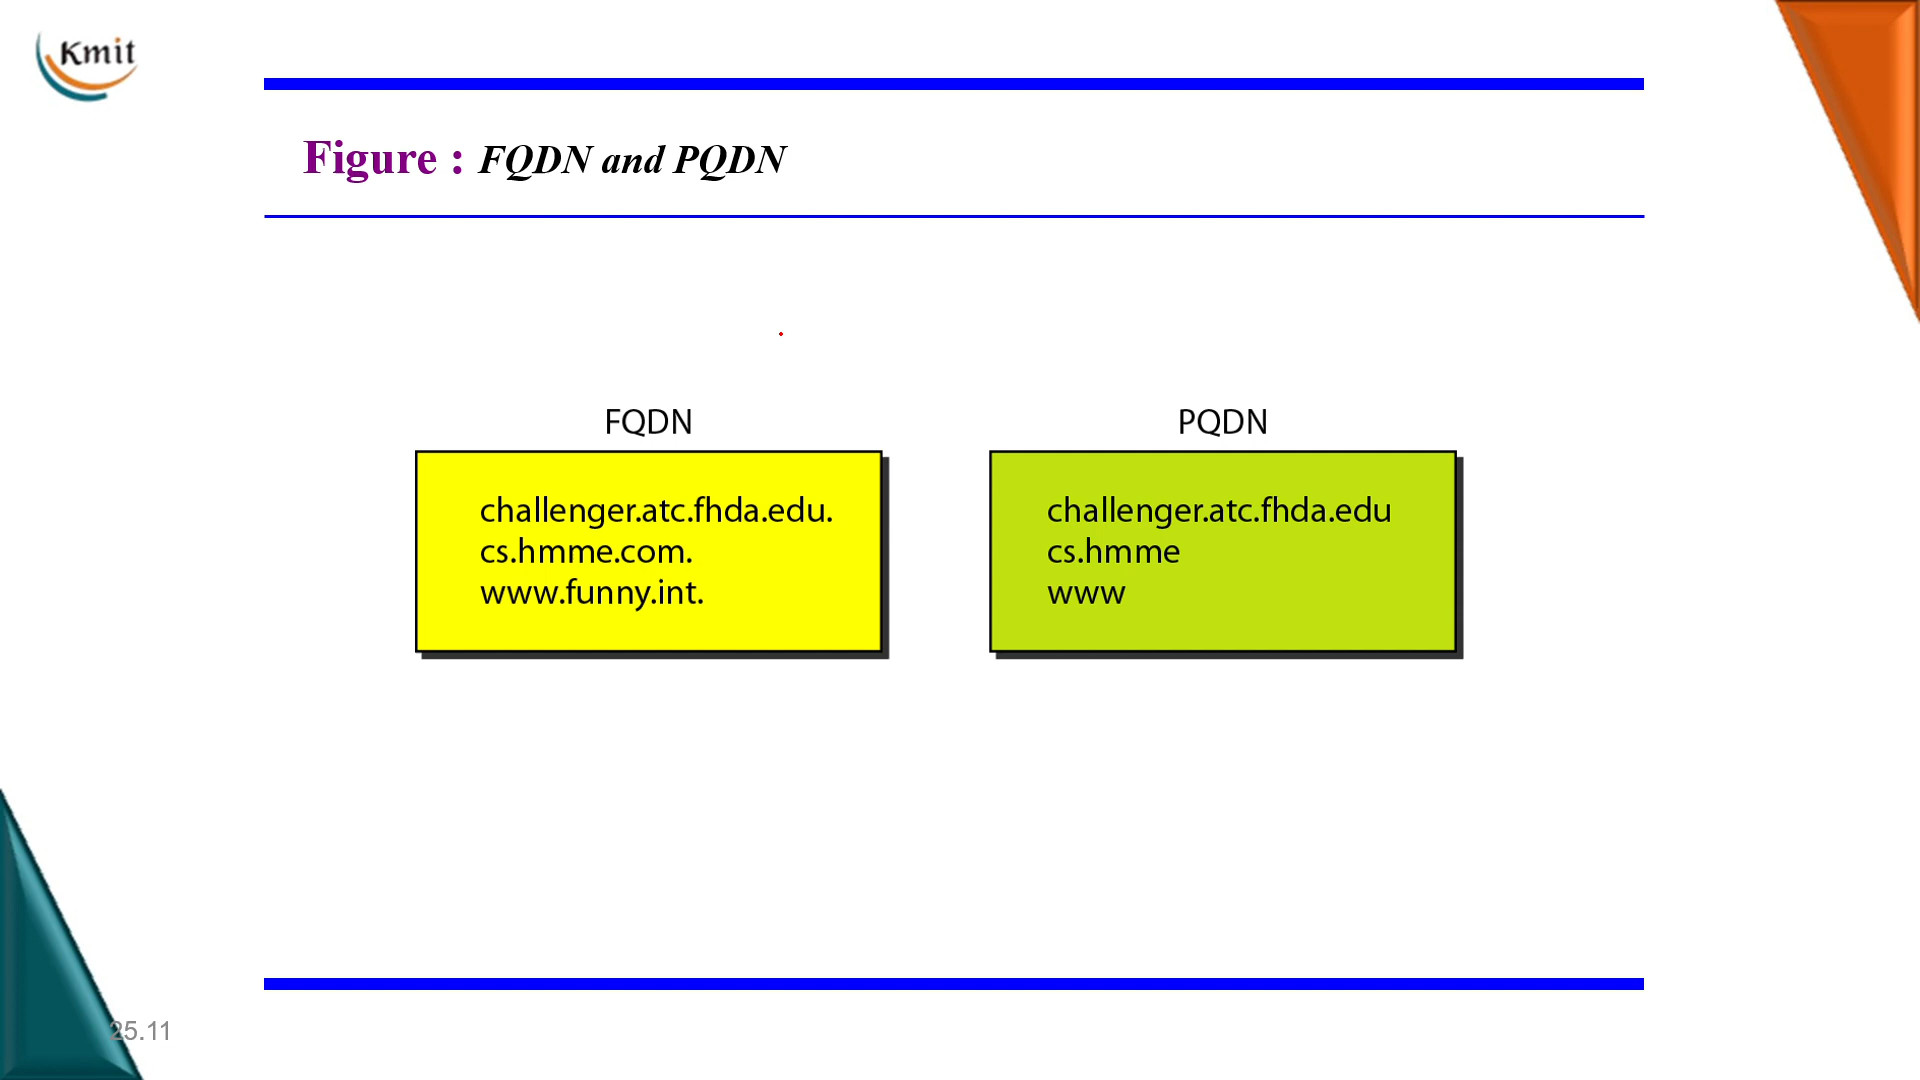 Kmit
Figure : FQDN and PQDN
FQDN
challenger.atc.fhda.edu.
cs.hmme.com.
www.funny.int.
PQDN
challenger.atc.fhda.edu
cs.hmme
www
25.11